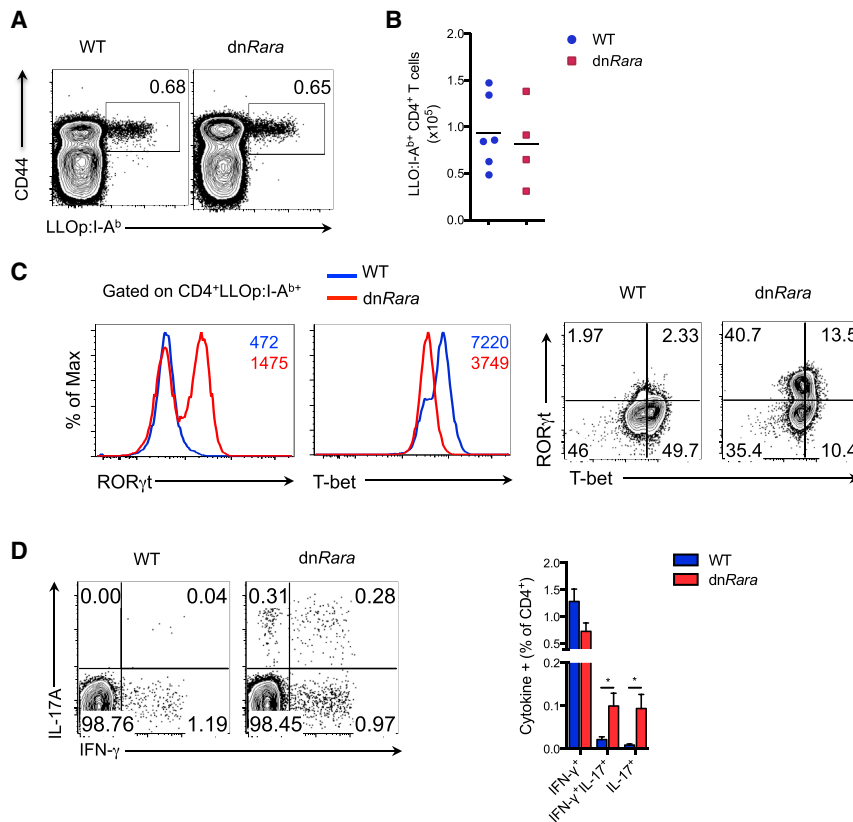 A
WT
dnRara
0.68
0.65
CD44
LLOp:I-Aᵇ
B
WT
dnRara
LLO:I-Aᵇ⁺ CD4⁺ T cells
(x10⁵)
2.0
1.5
1.0
0.5
0.0
C
Gated on CD4⁺LLOp:I-Aᵇ⁺
WT
dnRara
% of Max
472
1475
RORγt
7220
3749
T-bet
WT
dnRara
1.97
2.33
46
49.7
40.7
13.5
35.4
10.4
RORγt
T-bet
D
WT
dnRara
0.00
0.04
98.76
1.19
0.31
0.28
98.45
0.97
IL-17A
IFN-γ
WT
dnRara
Cytokine + (% of CD4⁺)
2.0
1.5
1.0
0.5
0.2
0.1
0.0
IFN-γ⁺
IFN-γ⁺IL-17⁺
IL-17⁺
*
*